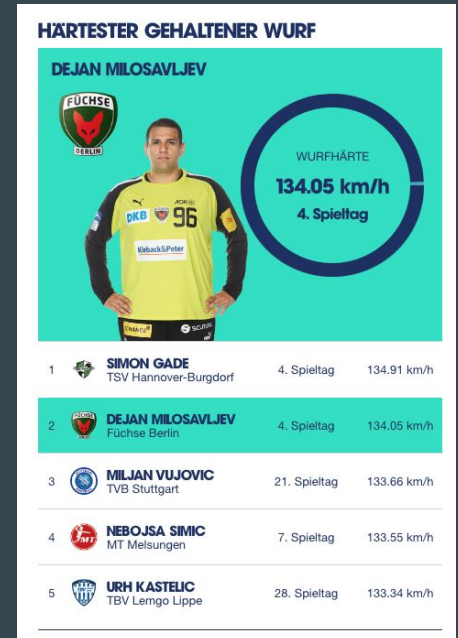 HÄRTESTER GEHALTENER WURF
DEJAN MILOSAVLJEV
FÜCHSE
BERLIN
WURFHÄRTE
134.05 km/h
4. Spieltag
DKB
AOK
96
Kieback&Peter
1
SIMON GADE
TSV Hannover-Burgdorf
4. Spieltag
134.91 km/h
2
DEJAN MILOSAVLJEV
Füchse Berlin
4. Spieltag
134.05 km/h
3
MILJAN VUJOVIC
TVB Stuttgart
21. Spieltag
133.66 km/h
4
MT
NEBOJSA SIMIC
MT Melsungen
7. Spieltag
133.55 km/h
5
URH KASTELIC
TBV Lemgo Lippe
28. Spieltag
133.34 km/h